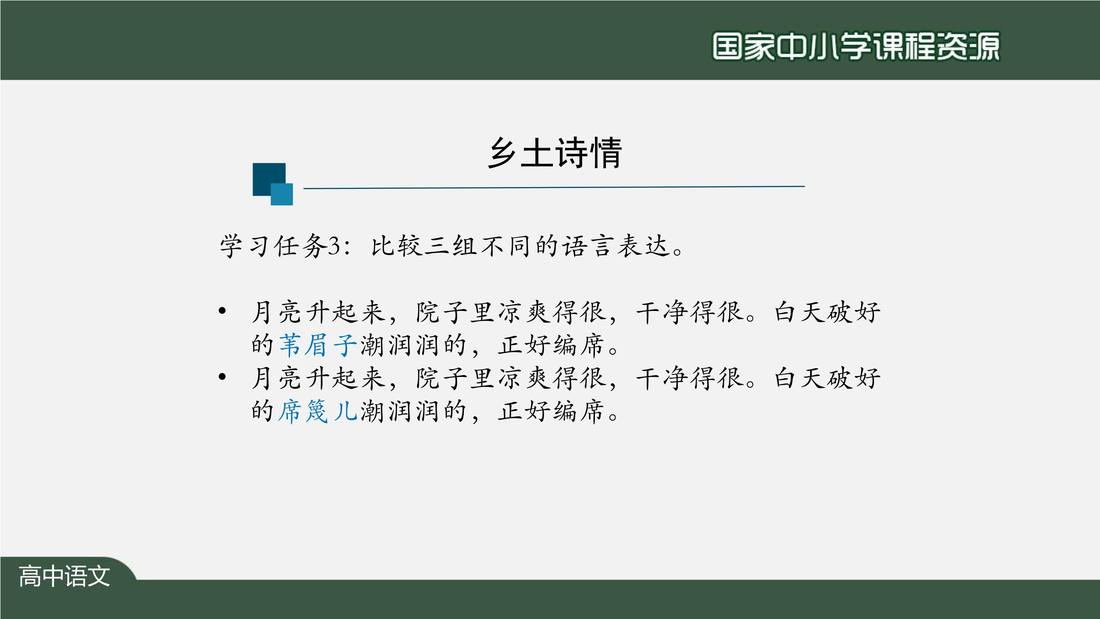 国家中小学课程资源
乡土诗情
学习任务3：比较三组不同的语言表达。
• 月亮升起来，院子里凉爽得很，干净得很。白天破好
的苇眉子潮润润的，正好编席。
• 月亮升起来，院子里凉爽得很，干净得很。白天破好
的席篾儿潮润润的，正好编席。
高中语文